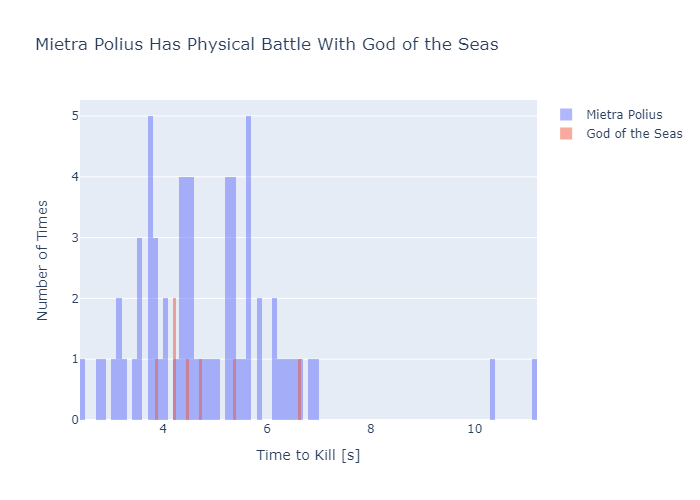 Mietra Polius Has Physical Battle With God of the Seas
Mietra Polius
God of the Seas
5
4
3
2
1
0
Number of Times
4
6
8
10
Time to Kill [s]